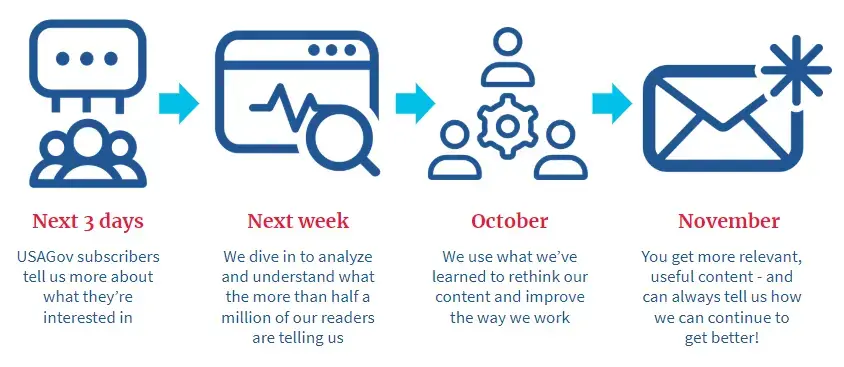 Next 3 days
USAGov subscribers
tell us more about
what they're
interested in
Next week
We dive in to analyze
and understand what
the more than half a
million of our readers
are telling us
October
We use what we've
learned to rethink our
content and improve
the way we work
November
You get more relevant,
useful content - and
can always tell us how
we can continue to
get better!